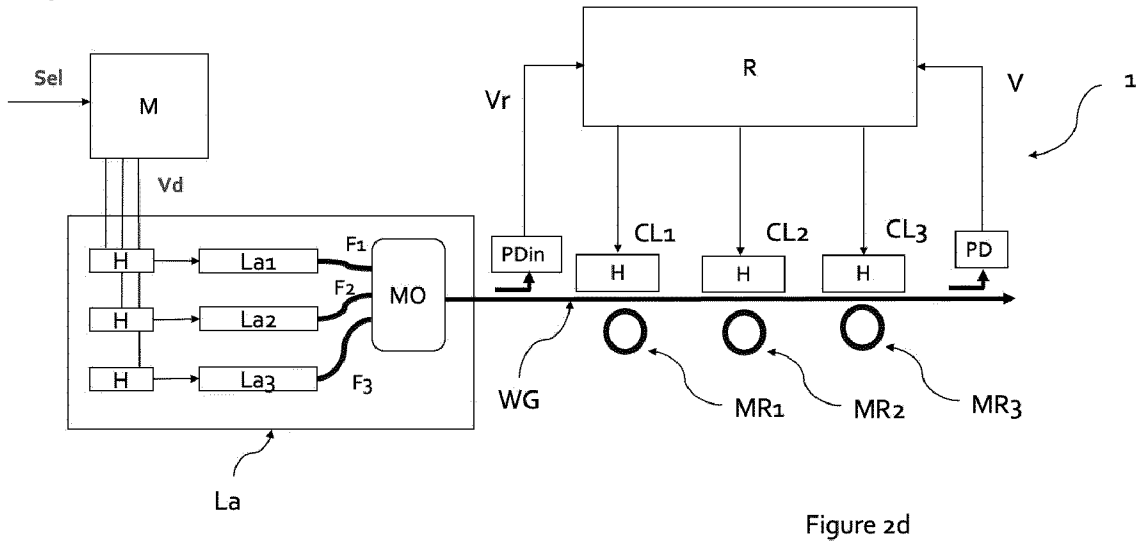 Sel
M
R
Vr
V
1
Vd
H
La1
F1
H
La2
F2
H
La3
F3
MO
PDin
CL1
H
CL2
H
CL3
H
PD
WG
MR1
MR2
MR3
La
Figure 2d